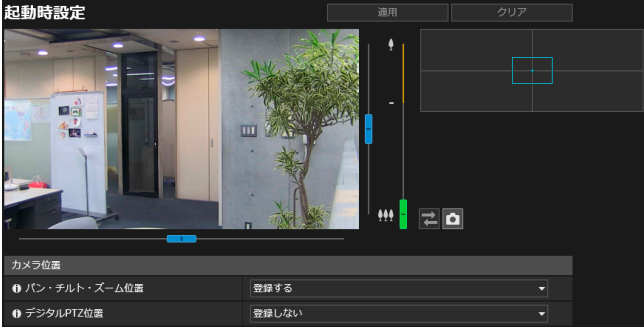 起動時設定
適用
クリア
カメラ位置
パン・チルト・ズーム位置
登録する
デジタルPTZ位置
登録しない